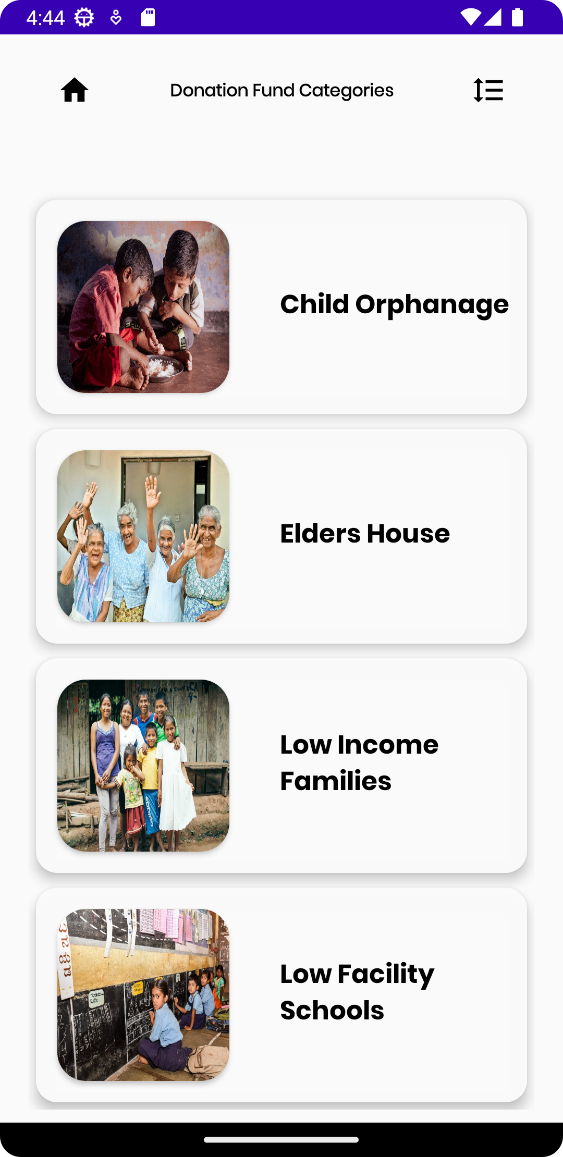 4:44
Donation Fund Categories
Child Orphanage
Elders House
Low Income
Families
Low Facility
Schools